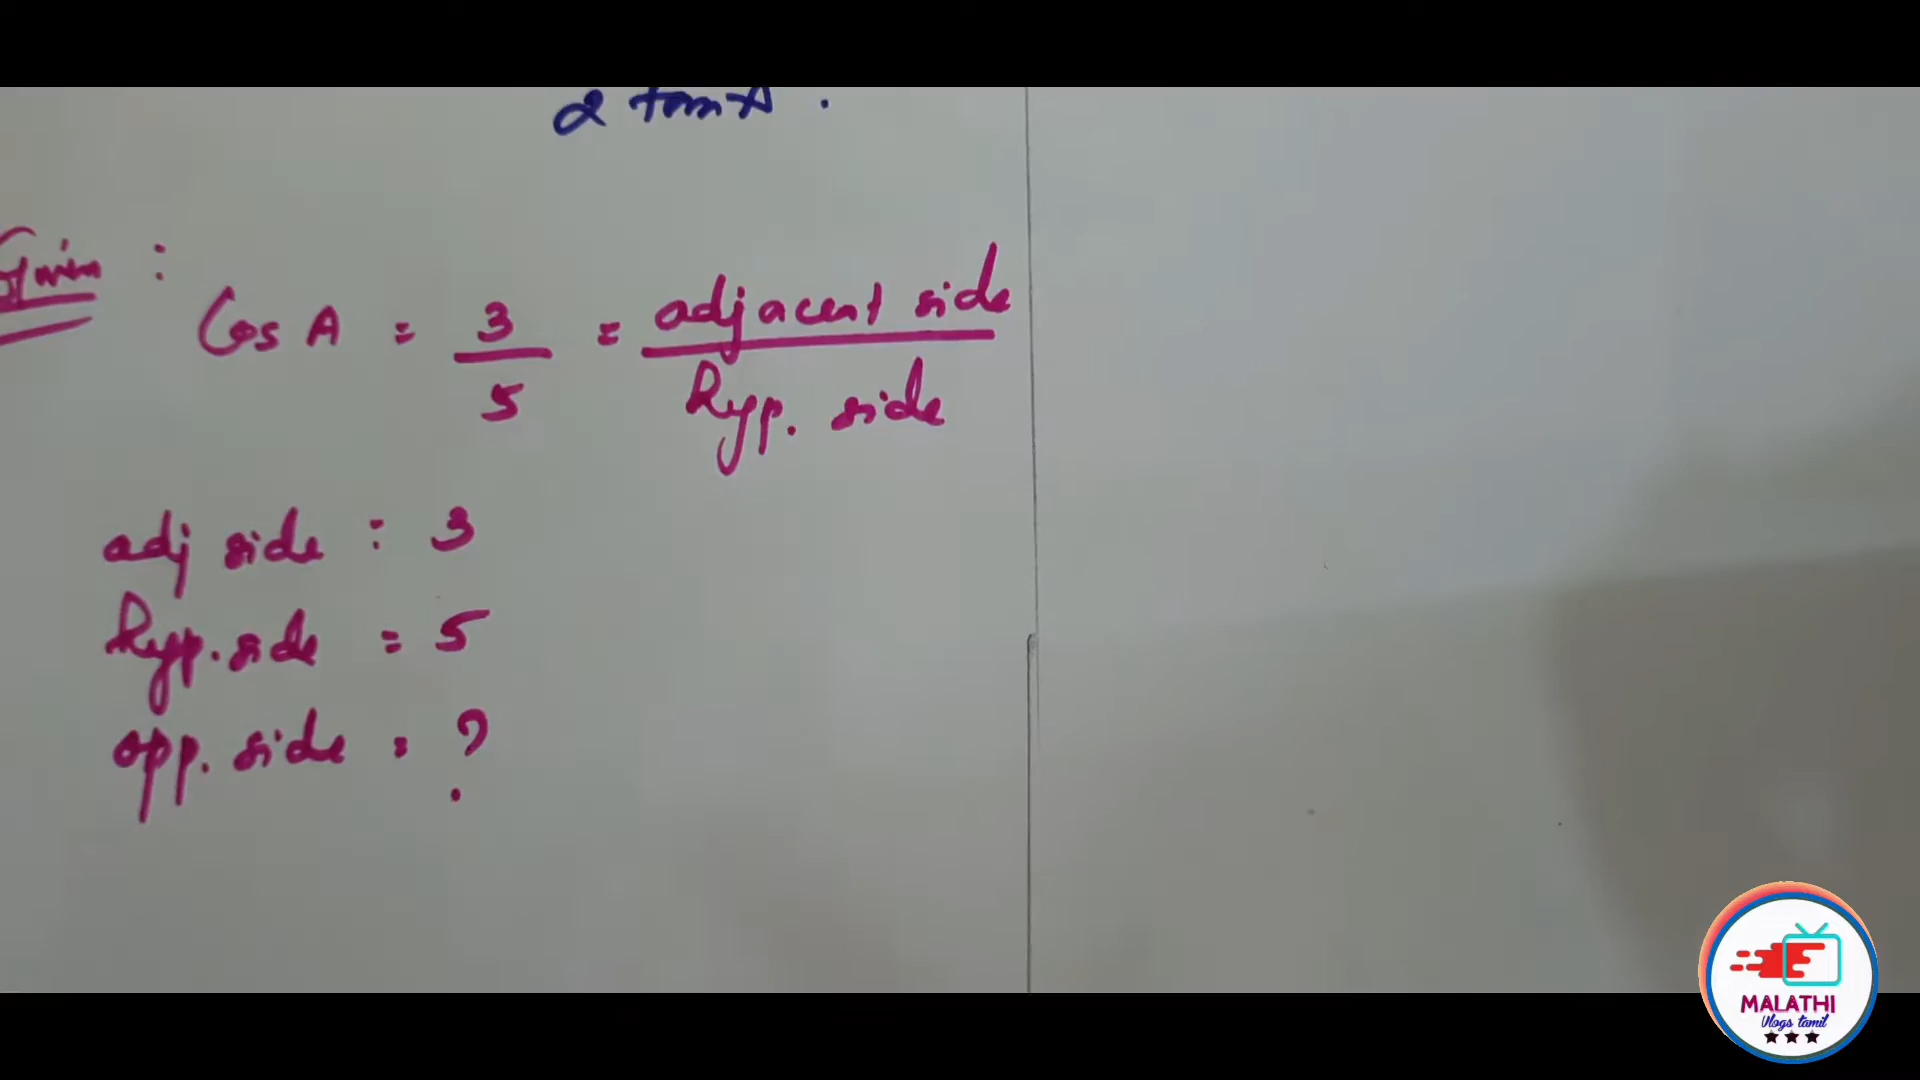 2 tan A .
Given :
Cos A = 3/5 = adjacent side / hyp. side
adj side : 3
hyp. side = 5
opp. side = ?
MALATHI
Vlogs tamil